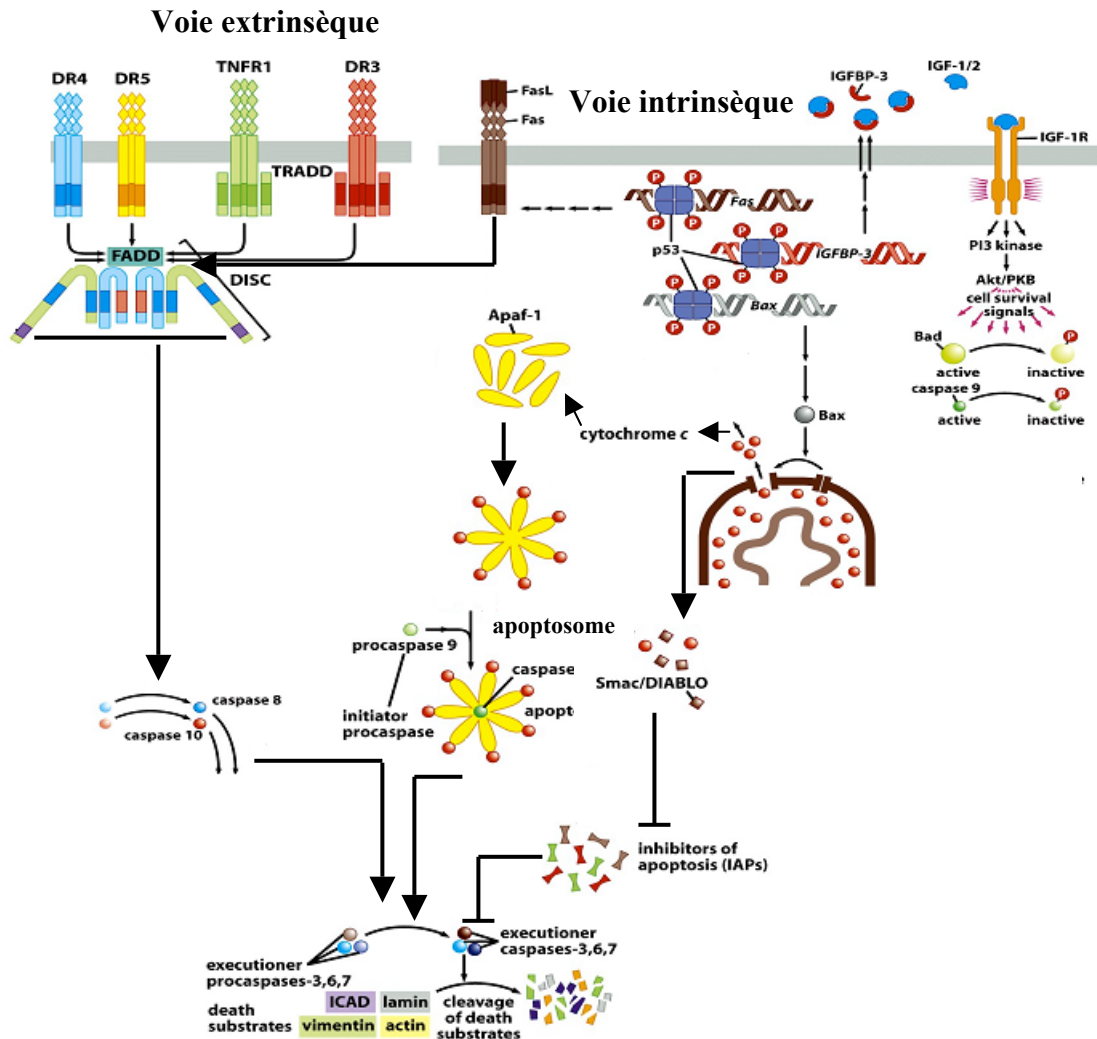 Voie extrinsèque
DR4
DR5
TNFR1
DR3
TRADD
FADD
DISC
FasL
Fas
Voie intrinsèque
IGFBP-3
IGF-1/2
IGF-1R
P
P
P
P
Fas
p53
P
P
P
P
IGFBP-3
P
P
P
P
Bax
PI3 kinase
Akt/PKB
cell survival
signals
Bad
P
active
inactive
caspase 9
P
active
inactive
Apaf-1
cytochrome c
Bax
apoptosome
procaspase 9
caspase
initiator
procaspase
apopt
Smac/DIABLO
caspase 8
caspase 10
inhibitors of
apoptosis (IAPs)
executioner
procaspases-3,6,7
executioner
caspases-3,6,7
death
substrates
ICAD
lamin
vimentin
actin
cleavage
of death
substrates